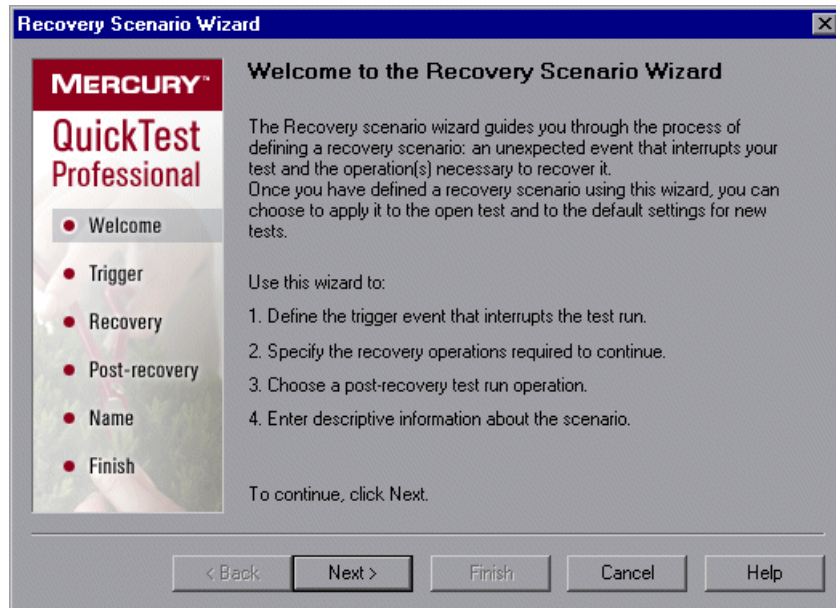 Recovery Scenario Wizard
MERCURY™
QuickTest
Professional
Welcome
Trigger
Recovery
Post-recovery
Name
Finish
Welcome to the Recovery Scenario Wizard
The Recovery scenario wizard guides you through the process of
defining a recovery scenario: an unexpected event that interrupts your
test and the operation(s) necessary to recover it.
Once you have defined a recovery scenario using this wizard, you can
choose to apply it to the open test and to the default settings for new
tests.
Use this wizard to:
1. Define the trigger event that interrupts the test run.
2. Specify the recovery operations required to continue.
3. Choose a post-recovery test run operation.
4. Enter descriptive information about the scenario.
To continue, click Next.
< Back
Next >
Finish
Cancel
Help